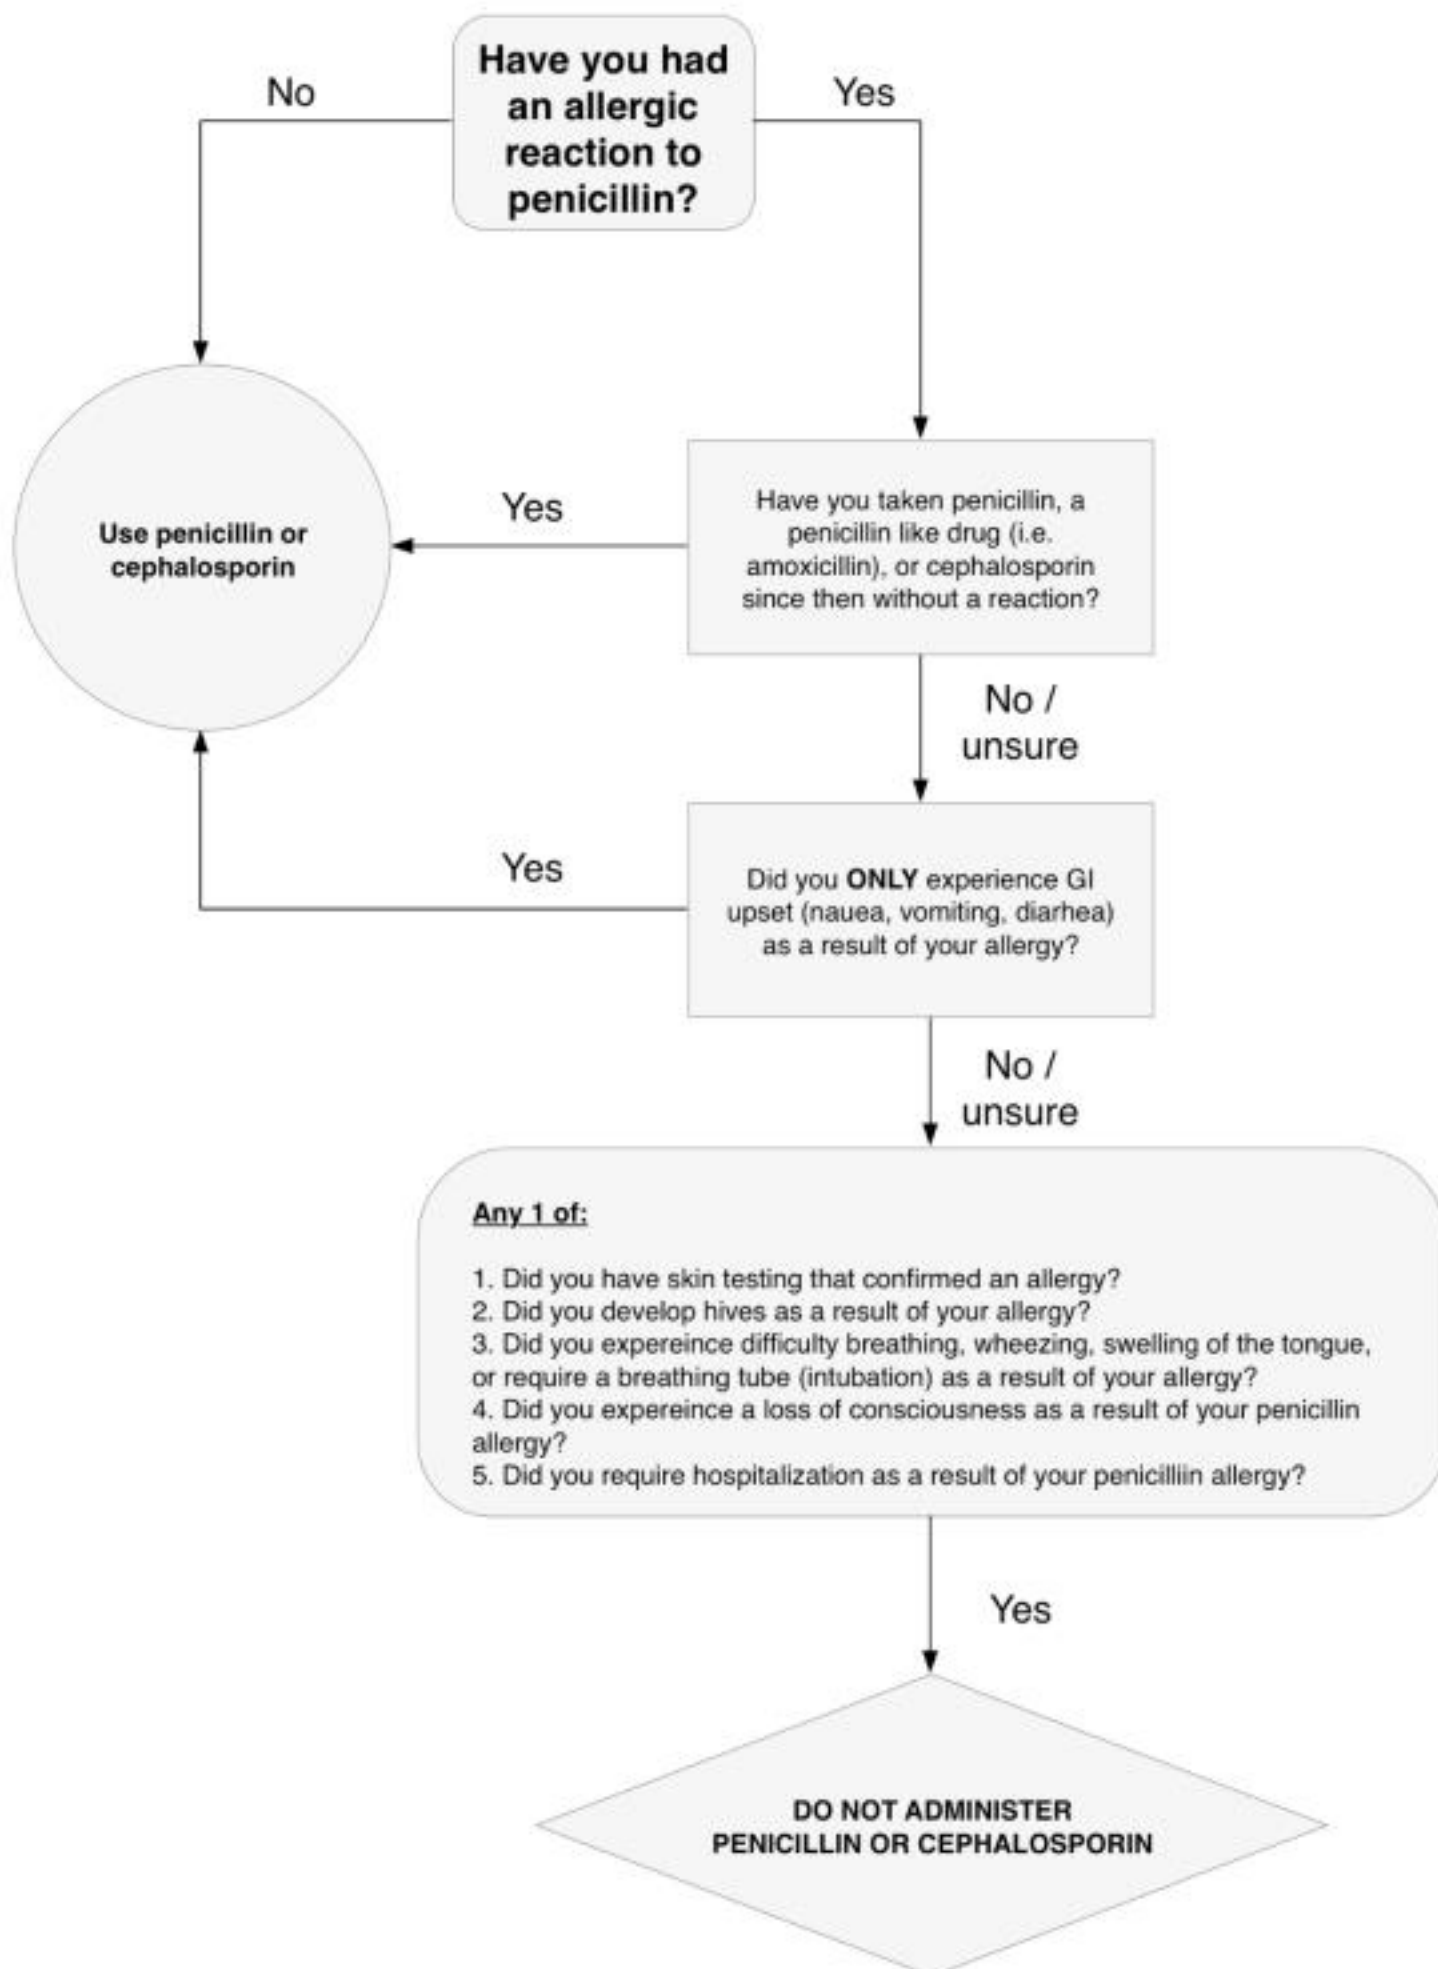 Have you had
an allergic
reaction to
penicillin?
No
Yes
Use penicillin or
cephalosporin
Yes
Have you taken penicillin, a
penicillin like drug (i.e.
amoxicillin), or cephalosporin
since then without a reaction?
No /
unsure
Yes
Did you ONLY experience GI
upset (nauea, vomiting, diarhea)
as a result of your allergy?
No /
unsure
Any 1 of:
1. Did you have skin testing that confirmed an allergy?
2. Did you develop hives as a result of your allergy?
3. Did you expereince difficulty breathing, wheezing, swelling of the tongue,
or require a breathing tube (intubation) as a result of your allergy?
4. Did you expereince a loss of consciousness as a result of your penicillin
allergy?
5. Did you require hospitalization as a result of your penicilliin allergy?
Yes
DO NOT ADMINISTER
PENICILLIN OR CEPHALOSPORIN